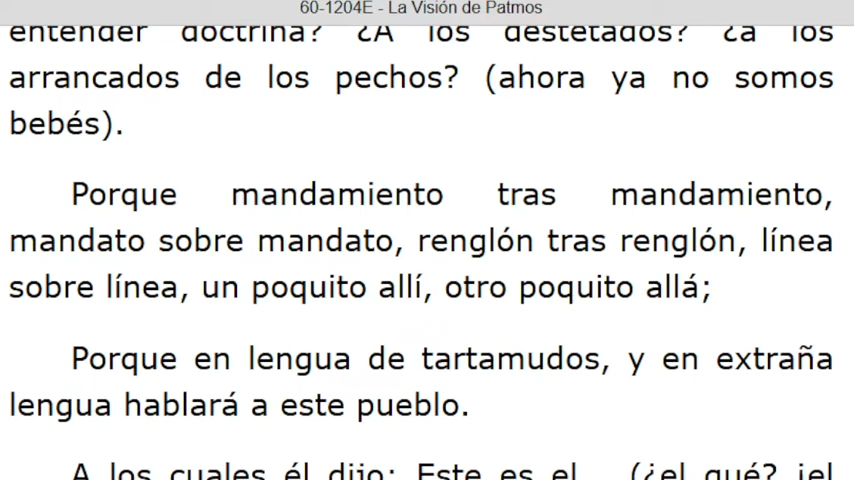 60-1204E - La Visión de Patmos
entender doctrina? ¿A los destetados? ¿a los
arrancados de los pechos? (ahora ya no somos
bebés).
Porque mandamiento tras mandamiento,
mandato sobre mandato, renglón tras renglón, línea
sobre línea, un poquito allí, otro poquito allá;
Porque en lengua de tartamudos, y en extraña
lengua hablará a este pueblo.
A los cuales él dijo: Este es el... (¿el qué? ¡el